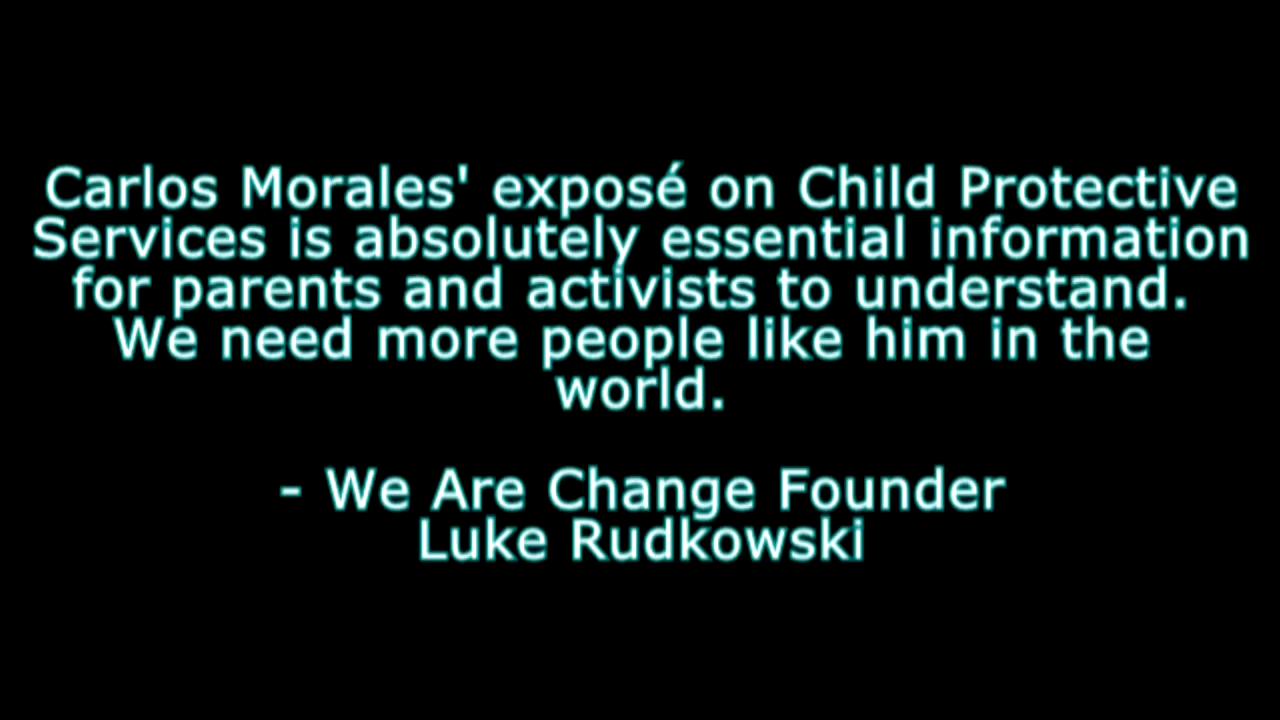 Carlos Morales' exposé on Child Protective
Services is absolutely essential information
for parents and activists to understand.
We need more people like him in the
world.
- We Are Change Founder
Luke Rudkowski